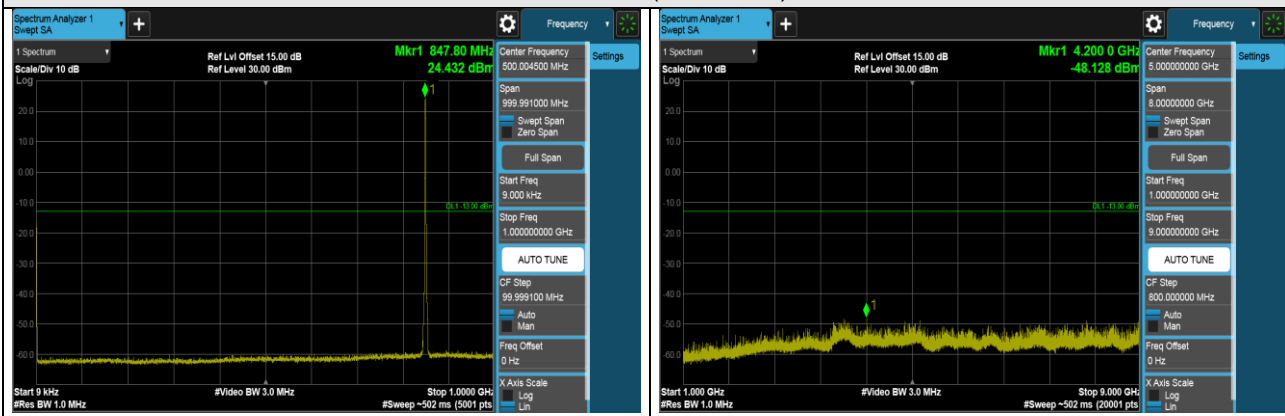 Spectrum Analyzer 1
Swept SA
+
Frequency
1 Spectrum
Scale/Div 10 dB
Log
Ref Lvl Offset 15.00 dB
Ref Level 30.00 dBm
Mkr1 847.80 MHz
24.432 dBm
1
20.0
10.0
0.00
-10.0
DL1 -13.00 dBm
-20.0
-30.0
-40.0
-50.0
-60.0
Start 9 kHz
#Res BW 1.0 MHz
#Video BW 3.0 MHz
Stop 1.0000 GHz
#Sweep ~502 ms (5001 pts
Center Frequency
500.004500 MHz
Settings
Span
999.991000 MHz
Swept Span
Zero Span
Full Span
Start Freq
9.000 kHz
Stop Freq
1.000000000 GHz
AUTO TUNE
CF Step
99.999100 MHz
Auto
Man
Freq Offset
0 Hz
X Axis Scale
Log
Lin
Spectrum Analyzer 1
Swept SA
+
Frequency
1 Spectrum
Scale/Div 10 dB
Log
Ref Lvl Offset 15.00 dB
Ref Level 30.00 dBm
Mkr1 4.200 0 GHz
-48.128 dBm
20.0
10.0
0.00
-10.0
DL1 -13.00 dBm
-20.0
-30.0
-40.0
1
-50.0
-60.0
Start 1.000 GHz
#Res BW 1.0 MHz
#Video BW 3.0 MHz
Stop 9.000 GHz
#Sweep ~502 ms (20001 pts
Center Frequency
5.000000000 GHz
Settings
Span
8.00000000 GHz
Swept Span
Zero Span
Full Span
Start Freq
1.000000000 GHz
Stop Freq
9.000000000 GHz
AUTO TUNE
CF Step
800.000000 MHz
Auto
Man
Freq Offset
0 Hz
X Axis Scale
Log
Lin